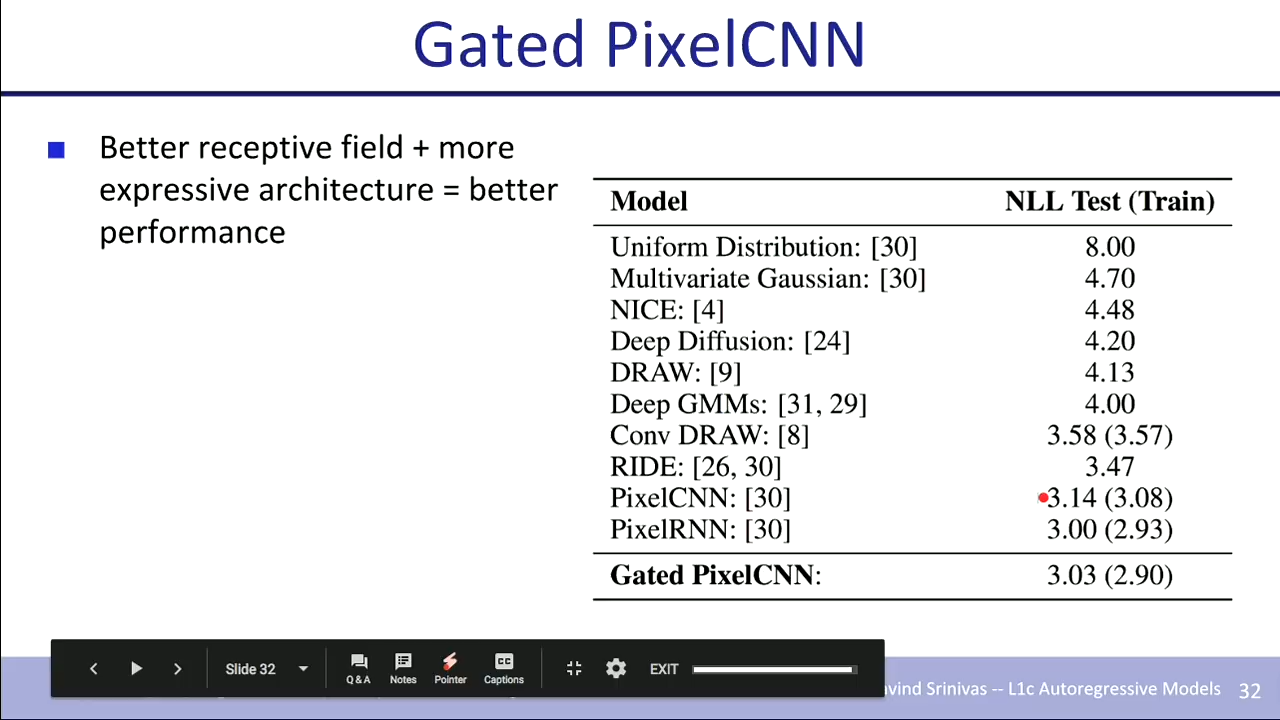 Gated PixelCNN
Better receptive field + more
expressive architecture = better
performance
Model NLL Test (Train)
Uniform Distribution: [30] 8.00
Multivariate Gaussian: [30] 4.70
NICE: [4] 4.48
Deep Diffusion: [24] 4.20
DRAW: [9] 4.13
Deep GMMs: [31, 29] 4.00
Conv DRAW: [8] 3.58 (3.57)
RIDE: [26, 30] 3.47
PixelCNN: [30] 3.14 (3.08)
PixelRNN: [30] 3.00 (2.93)
Gated PixelCNN: 3.03 (2.90)
Slide 32
Q & A
Notes
Pointer
CC
Captions
EXIT
Srinivas -- L1c Autoregressive Models 32